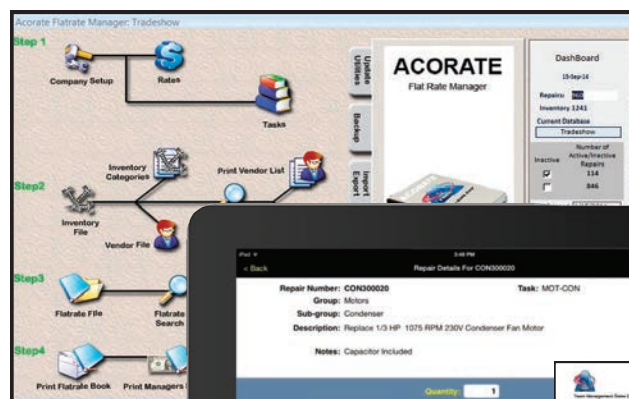 Acorate Flatrate Manager: Tradeshow
Step 1
Company Setup
Rates
Tasks
Step2
Inventory Categories
Print Vendor List
Inventory File
Vendor File
Step3
Flatrate File
Flatrate Search
Step4
Print Flatrate Book
Print Managers
Update Utilities
Backup
Import Export
ACORATE
Flat Rate Manager
DashBoard
15-Sep-16
Repairs:
Inventory 1241
Current Database
Tradeshow
Number of
Inactive Active/Inactive
Repairs
114
846
iPad
3:48 PM
< Back
Repair Details For CON300020
Repair Number: CON300020 Task: MOT-CON
Group: Motors
Sub-group: Condenser
Description: Replace 1/3 HP 1075 RPM 230V Condenser Fan Motor
Notes: Capacitor Included
Quantity: 1